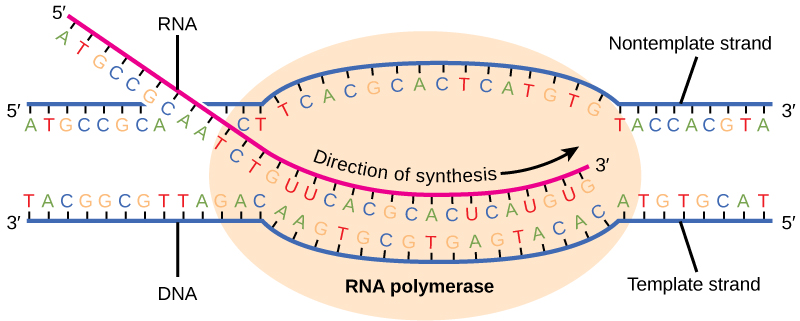 5′
RNA
A T G C C G C A A T C T G U U C A C G C A C U C A U G U G
Nontemplate strand
5′
A T G C C G C A C T T C A C G C A C T C A T G T G T A C C A C G T A
3′
Direction of synthesis
3′
T A C G G C G T T A G A C A A G T G C G T G A G T A C A C A T G T G C A T
3′
5′
RNA polymerase
DNA
Template strand